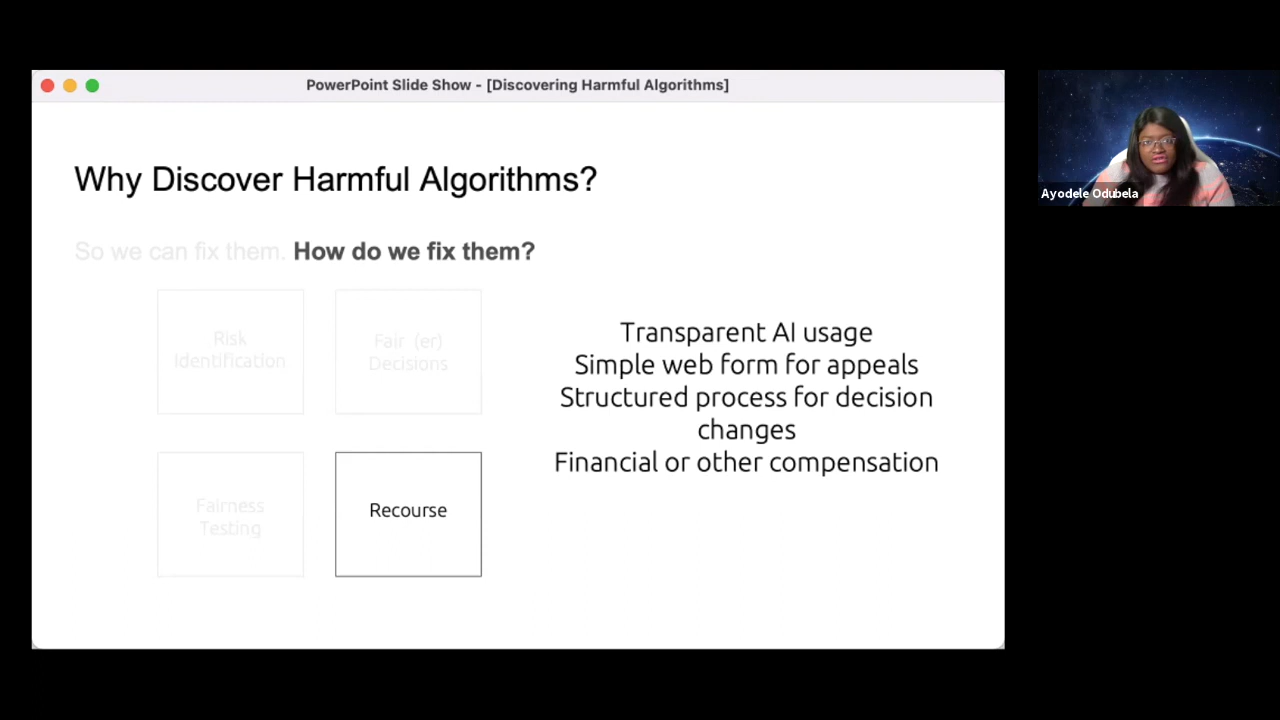 PowerPoint Slide Show - [Discovering Harmful Algorithms]
Why Discover Harmful Algorithms?
So we can fix them. How do we fix them?
Risk
Identification
Fair (er)
Decisions
Fairness
Testing
Recourse
Transparent AI usage
Simple web form for appeals
Structured process for decision
changes
Financial or other compensation
Ayodele Odubela